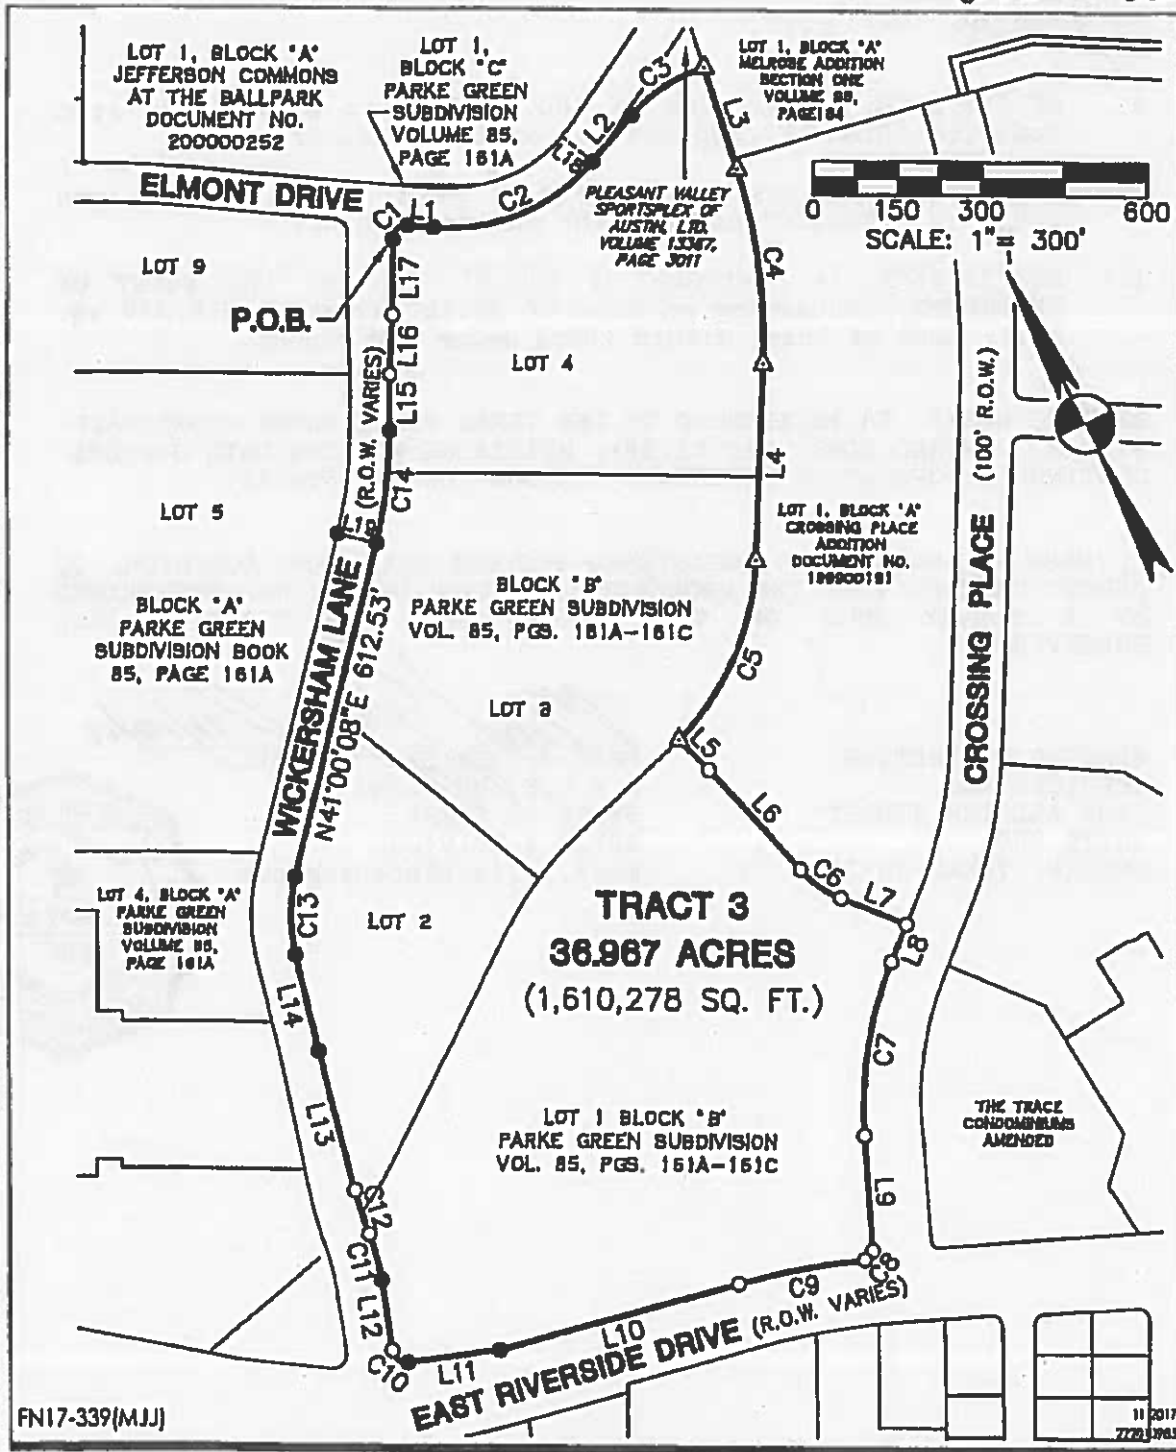 LOT 1, BLOCK "A"
JEFFERSON COMMONS
AT THE BALLPARK
DOCUMENT NO.
200000252
LOT 1,
BLOCK "C"
PARKE GREEN
SUBDIVISION
VOLUME 85,
PAGE 161A
C3
L2
L18
L3
LOT 1, BLOCK "A"
MELROSE ADDITION
SECTION ONE
VOLUME 88,
PAGE184
ELMONT DRIVE
C1
L1
C2
PLEASANT VALLEY
SPORTSPLEX OF
AUSTIN, LTD.
VOLUME 13367,
PAGE 3011
0 150 300 600
SCALE: 1"= 300'
LOT 9
P.O.B.
L17
L16
L15
(R.O.W. VARIES)
LOT 4
C4
L4
C14
LOT 5
L19
LOT 1, BLOCK "A"
CROSSING PLACE
ADDITION
DOCUMENT NO.
199900191
CROSSING PLACE (100' R.O.W.)
BLOCK "A",
PARKE GREEN
SUBDIVISION BOOK
85, PAGE 161A
BLOCK "B"
PARKE GREEN SUBDIVISION
VOL. 85, PGS. 161A-161C
WICKERSHAM LANE
N41°00'08"E 612.53'
C5
LOT 3
L5
L6
C6
L7
L8
LOT 4, BLOCK "A"
PARKE GREEN
SUBDIVISION
VOLUME 85,
PAGE 161A
C13
LOT 2
TRACT 3
36.967 ACRES
(1,610,278 SQ. FT.)
L14
C7
L13
LOT 1 BLOCK "B"
PARKE GREEN SUBDIVISION
VOL. 85, PGS. 161A-161C
THE TRACE
CONDOMINIUMS
AMENDED
L9
C12
C11
L12
C10
L11
L10
C9
C8
EAST RIVERSIDE DRIVE (R.O.W. VARIES)
FN17-339(MJJ)